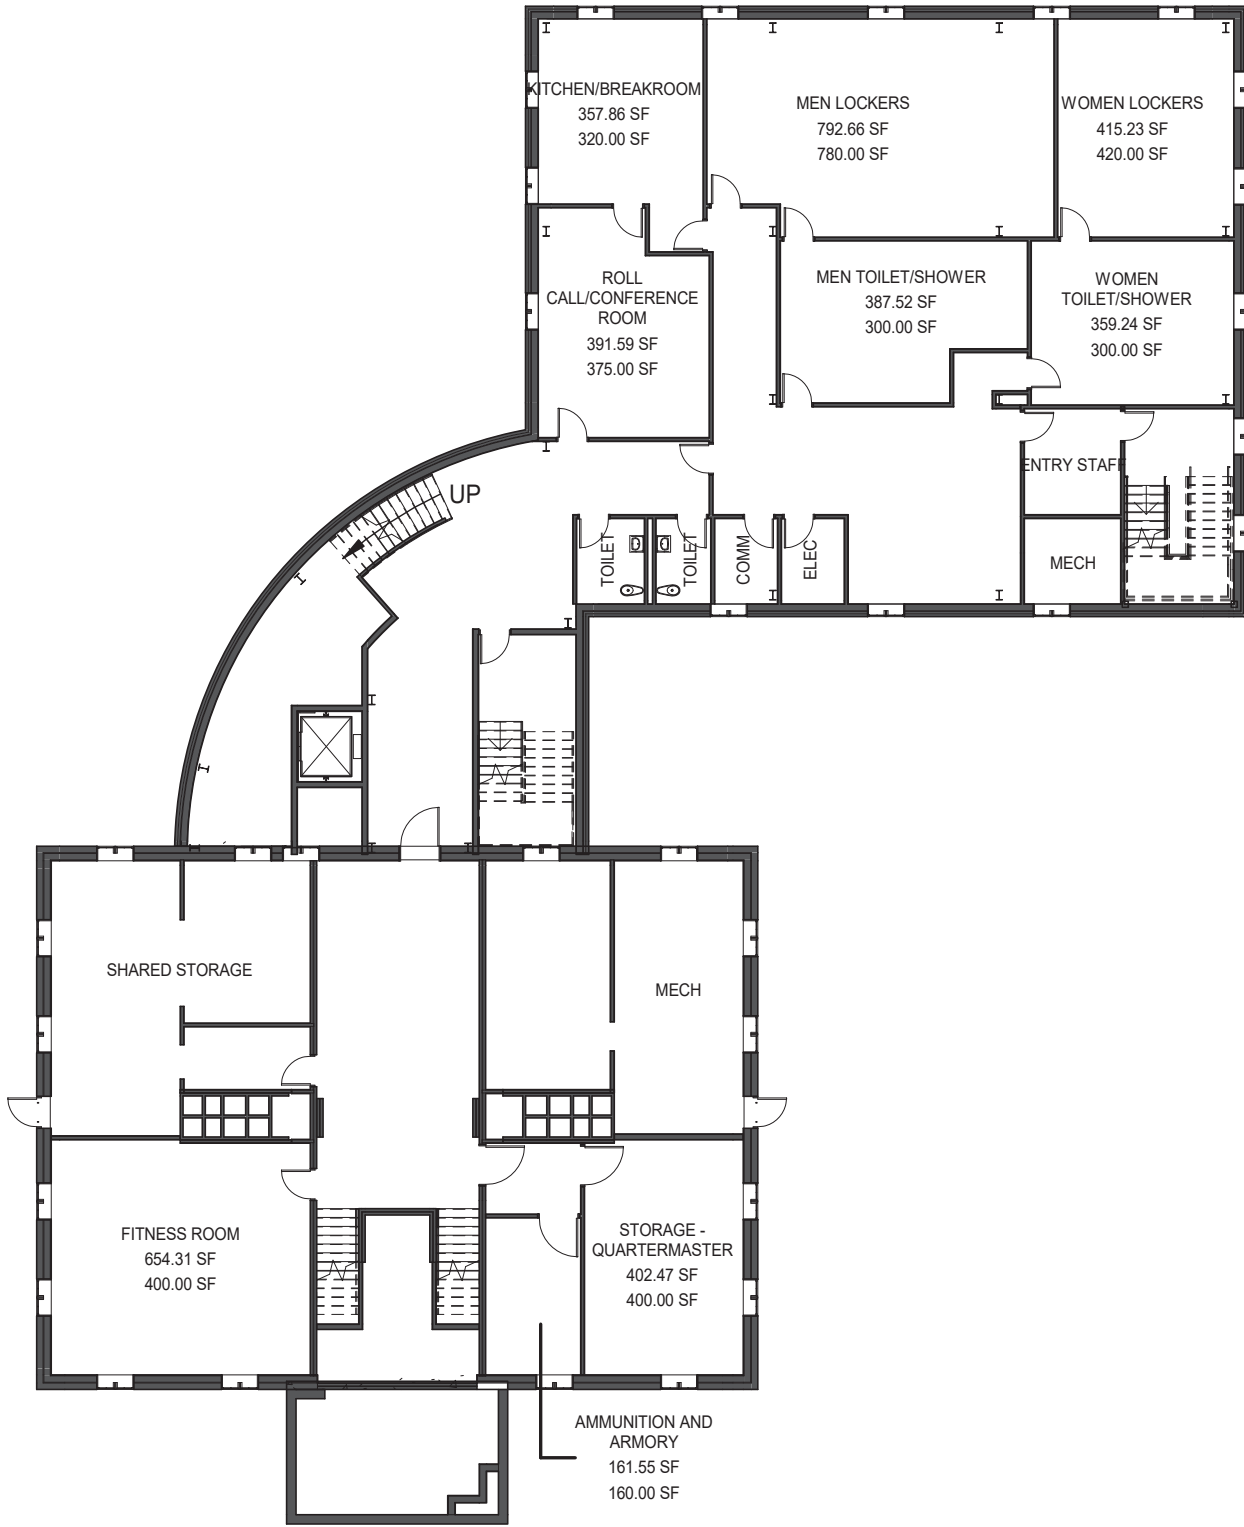 KITCHEN/BREAKROOM
357.86 SF
320.00 SF
MEN LOCKERS
792.66 SF
780.00 SF
WOMEN LOCKERS
415.23 SF
420.00 SF
ROLL
CALL/CONFERENCE
ROOM
391.59 SF
375.00 SF
MEN TOILET/SHOWER
387.52 SF
300.00 SF
WOMEN
TOILET/SHOWER
359.24 SF
300.00 SF
ENTRY STAFF
UP
TOILET
TOILET
COMM
ELEC
MECH
SHARED STORAGE
MECH
FITNESS ROOM
654.31 SF
400.00 SF
STORAGE -
QUARTERMASTER
402.47 SF
400.00 SF
AMMUNITION AND
ARMORY
161.55 SF
160.00 SF